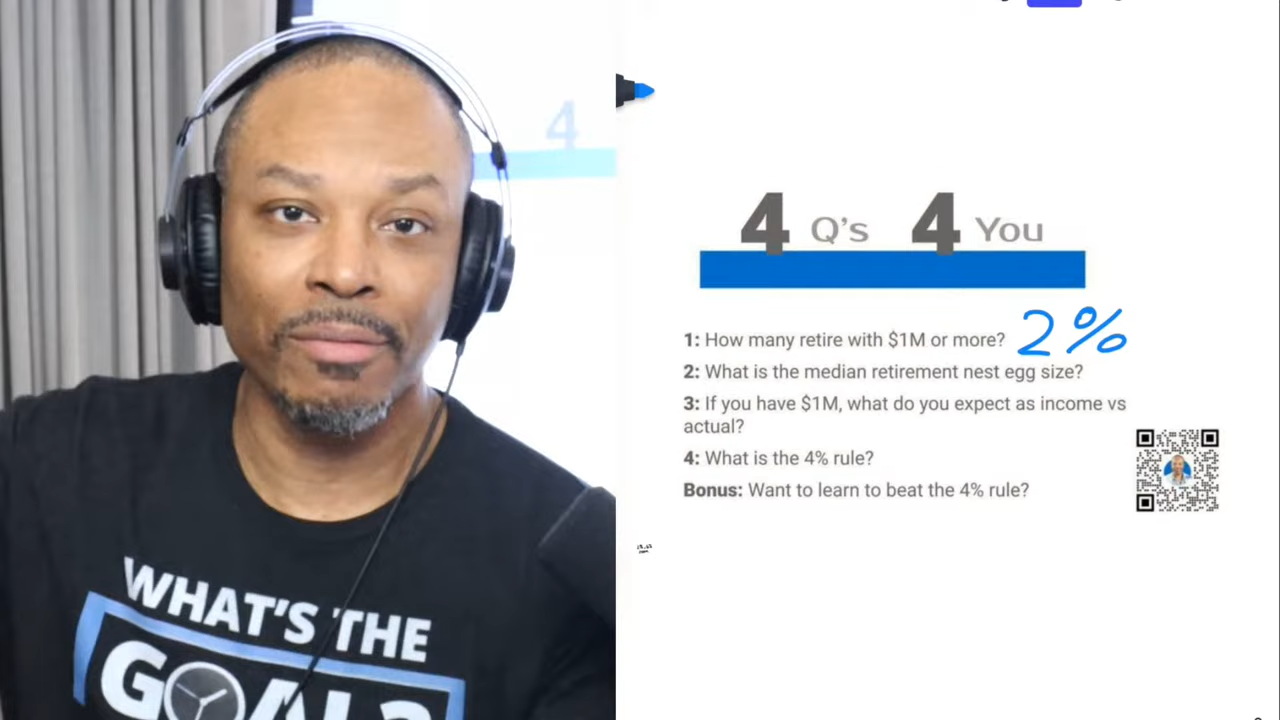 4
WHAT'S THE
GOAL?
4 Q's 4 You
1: How many retire with $1M or more? 2%
2: What is the median retirement nest egg size?
3: If you have $1M, what do you expect as income vs
actual?
4: What is the 4% rule?
Bonus: Want to learn to beat the 4% rule?